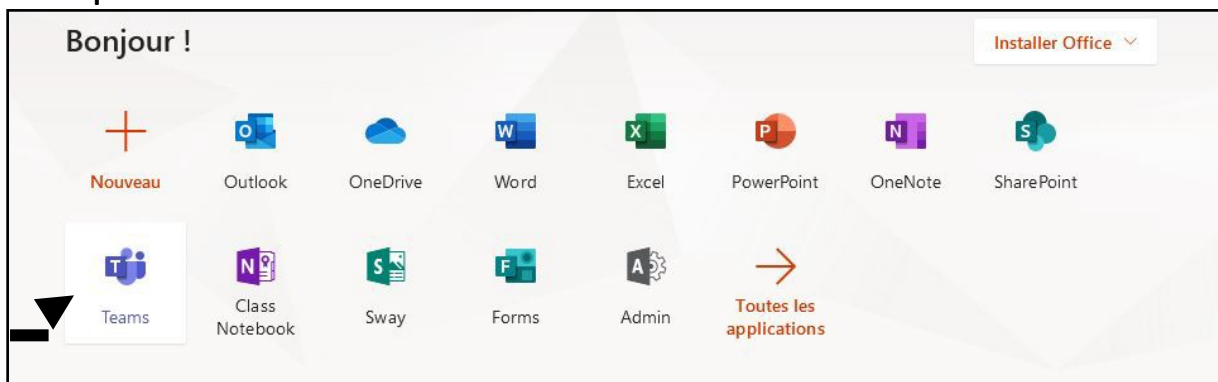 Bonjour !
Installer Office
Nouveau
Outlook
OneDrive
Word
Excel
PowerPoint
OneNote
SharePoint
Teams
Class
Notebook
Sway
Forms
Admin
Toutes les
applications